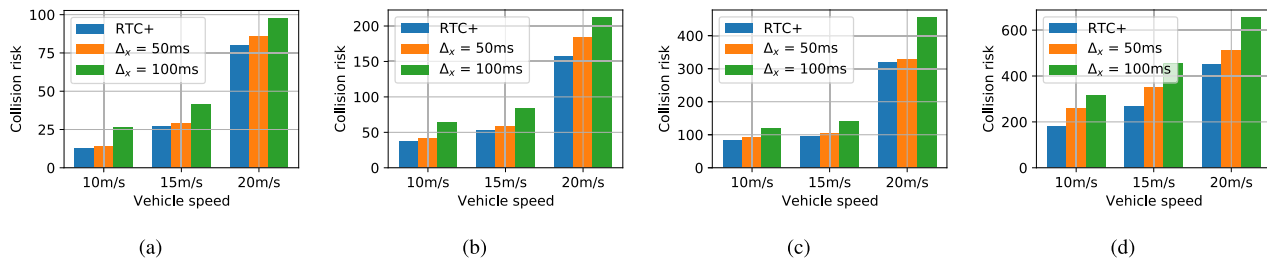 100
75
50
25
0
Collision risk
RTC+
Δx = 50ms
Δx = 100ms
10m/s 15m/s 20m/s
Vehicle speed
(a)
200
150
100
50
0
Collision risk
RTC+
Δx = 50ms
Δx = 100ms
10m/s 15m/s 20m/s
Vehicle speed
(b)
400
300
200
100
0
Collision risk
RTC+
Δx = 50ms
Δx = 100ms
10m/s 15m/s 20m/s
Vehicle speed
(c)
600
400
200
0
Collision risk
RTC+
Δx = 50ms
Δx = 100ms
10m/s 15m/s 20m/s
Vehicle speed
(d)